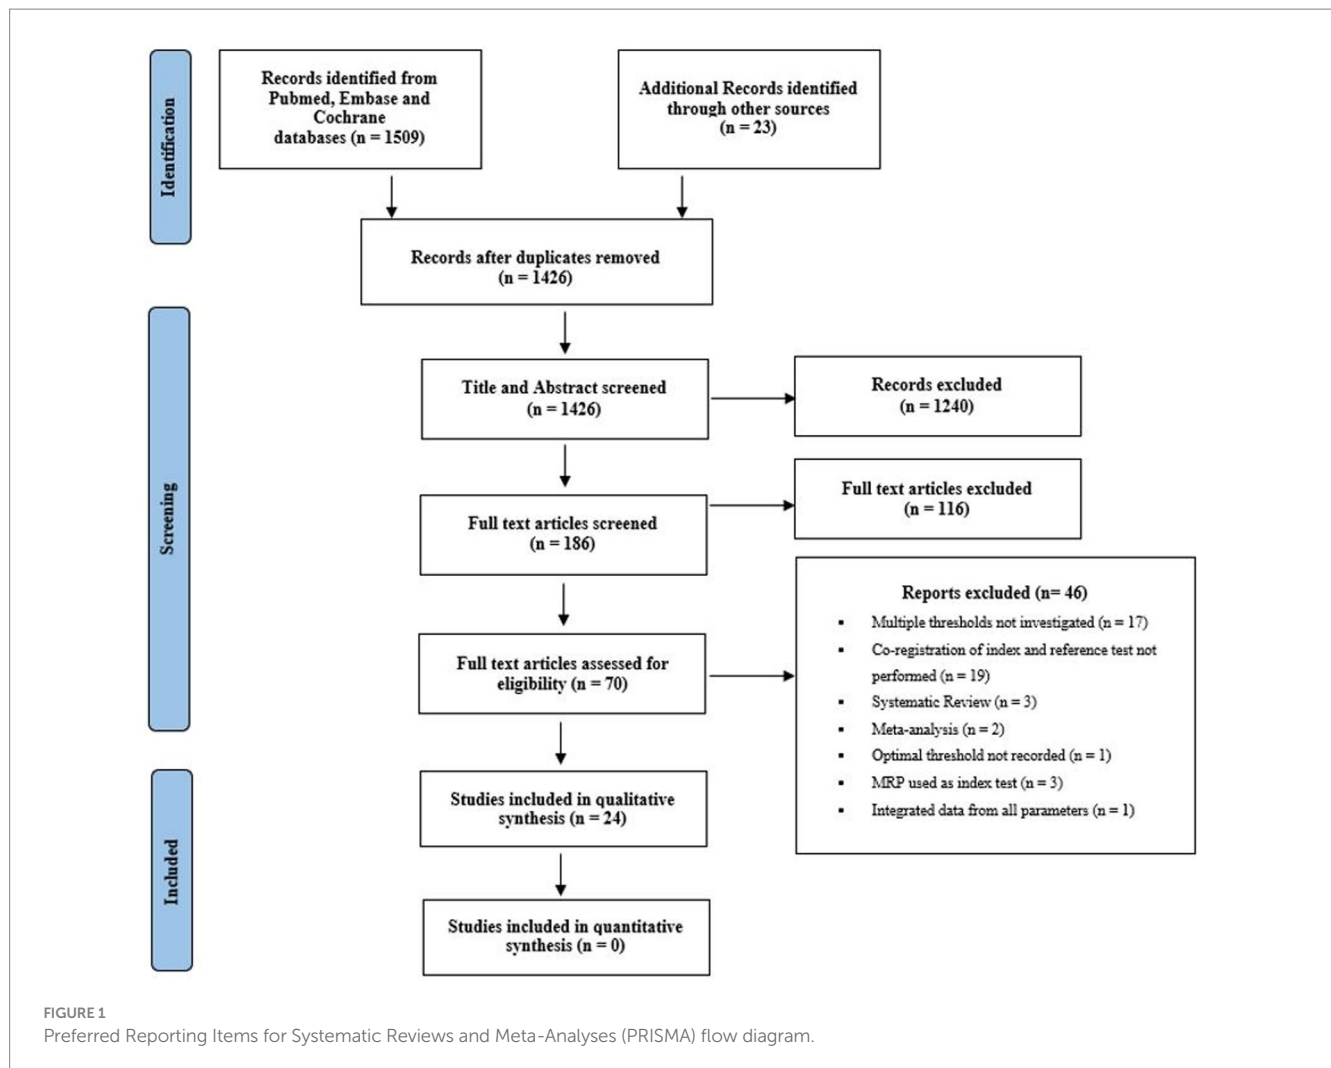 Identification
Records identified from
Pubmed, Embase and
Cochrane
databases (n = 1509)
Additional Records identified
through other sources
(n = 23)
Records after duplicates removed
(n = 1426)
Screening
Title and Abstract screened
(n = 1426)
Records excluded
(n = 1240)
Full text articles screened
(n = 186)
Full text articles excluded
(n = 116)
Full text articles assessed for
eligibility (n = 70)
Reports excluded (n= 46)
▪ Multiple thresholds not investigated (n = 17)
▪ Co-registration of index and reference test not
performed (n = 19)
▪ Systematic Review (n = 3)
▪ Meta-analysis (n = 2)
▪ Optimal threshold not recorded (n = 1)
▪ MRP used as index test (n = 3)
▪ Integrated data from all parameters (n = 1)
Included
Studies included in qualitative
synthesis (n = 24)
Studies included in quantitative
synthesis (n = 0)
FIGURE 1
Preferred Reporting Items for Systematic Reviews and Meta-Analyses (PRISMA) flow diagram.